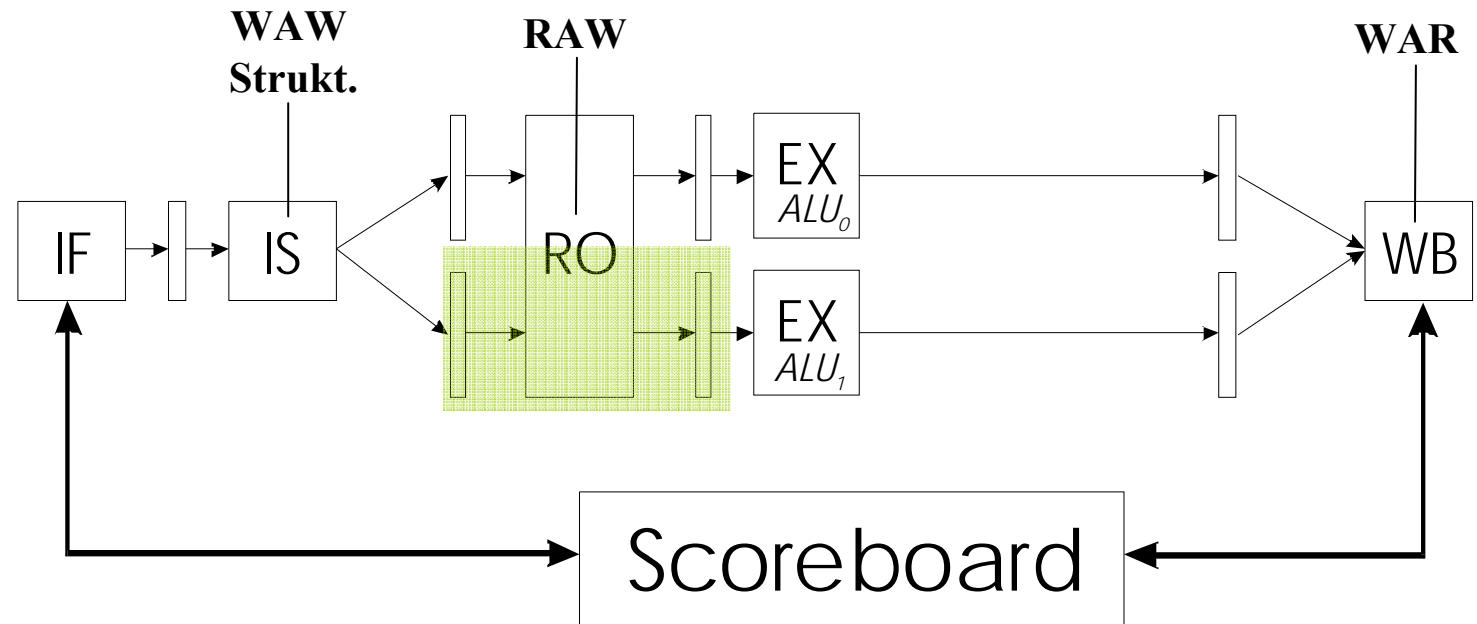 WAW
Strukt.
RAW
WAR
IF
IS
RO
EX
ALU₀
EX
ALU₁
WB
Scoreboard